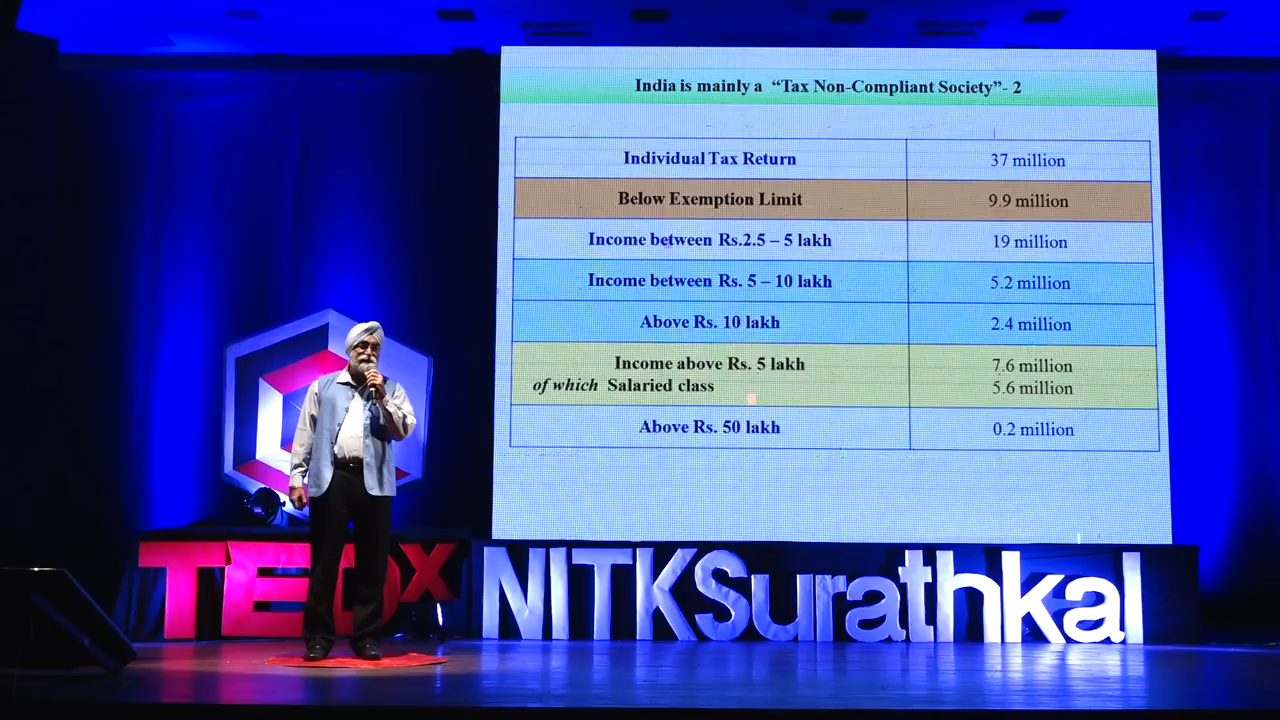 India is mainly a “Tax Non-Compliant Society”- 2
Individual Tax Return 37 million
Below Exemption Limit 9.9 million
Income between Rs.2.5 – 5 lakh 19 million
Income between Rs. 5 – 10 lakh 5.2 million
Above Rs. 10 lakh 2.4 million
Income above Rs. 5 lakh 7.6 million
of which Salaried class 5.6 million
Above Rs. 50 lakh 0.2 million
TEDx NITKSurathkal